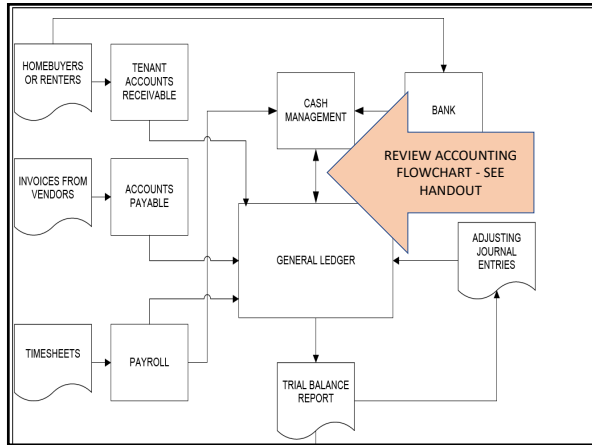 HOMEBUYERS
OR RENTERS
TENANT
ACCOUNTS
RECEIVABLE
CASH
MANAGEMENT
BANK
REVIEW ACCOUNTING
FLOWCHART - SEE
HANDOUT
INVOICES FROM
VENDORS
ACCOUNTS
PAYABLE
GENERAL LEDGER
ADJUSTING
JOURNAL
ENTRIES
TIMESHEETS
PAYROLL
TRIAL BALANCE
REPORT